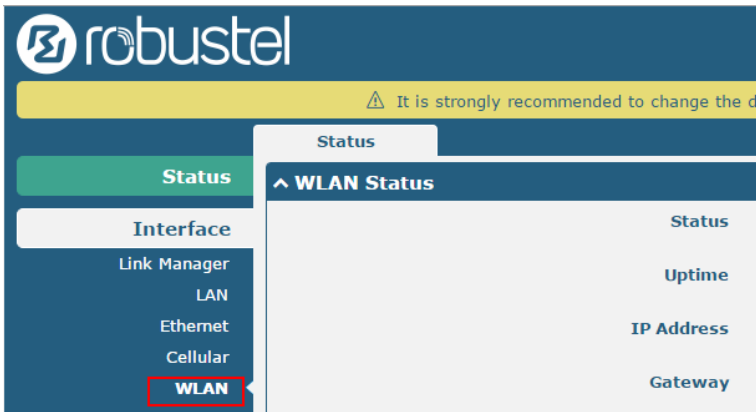 robustel
⚠ It is strongly recommended to change the
Status
Status
WLAN Status
Interface
Status
Link Manager
Uptime
LAN
Ethernet
IP Address
Cellular
WLAN
Gateway